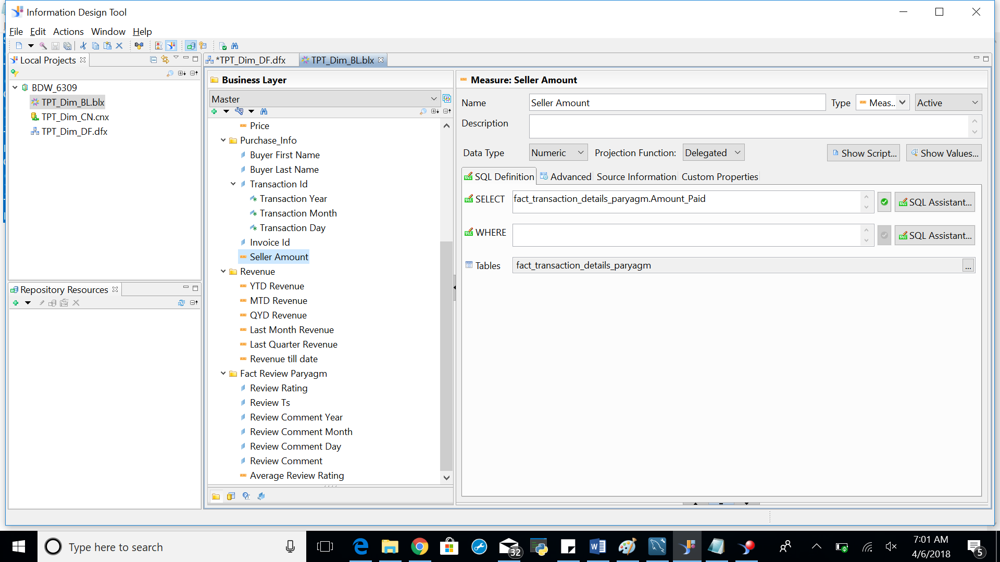 Information Design Tool
File Edit Actions Window Help
Local Projects
BDW_6309
TPT_Dim_BL.blx
TPT_Dim_CN.cnx
TPT_Dim_DF.dfx
Repository Resources
*TPT_Dim_DF.dfx TPT_Dim_BL.blx
Business Layer
Master
Price
Purchase_Info
Buyer First Name
Buyer Last Name
Transaction Id
Transaction Year
Transaction Month
Transaction Day
Invoice Id
Seller Amount
Revenue
YTD Revenue
MTD Revenue
QYD Revenue
Last Month Revenue
Last Quarter Revenue
Revenue till date
Fact Review Paryagm
Review Rating
Review Ts
Review Comment Year
Review Comment Month
Review Comment Day
Review Comment
Average Review Rating
Measure: Seller Amount
Name Seller Amount Type Meas.. Active
Description
Data Type Numeric Projection Function: Delegated Show Script... Show Values...
SQL Definition Advanced Source Information Custom Properties
SELECT fact_transaction_details_paryagm.Amount_Paid SQL Assistant...
WHERE SQL Assistant...
Tables fact_transaction_details_paryagm ...
Type here to search
32
7:01 AM
4/6/2018
5